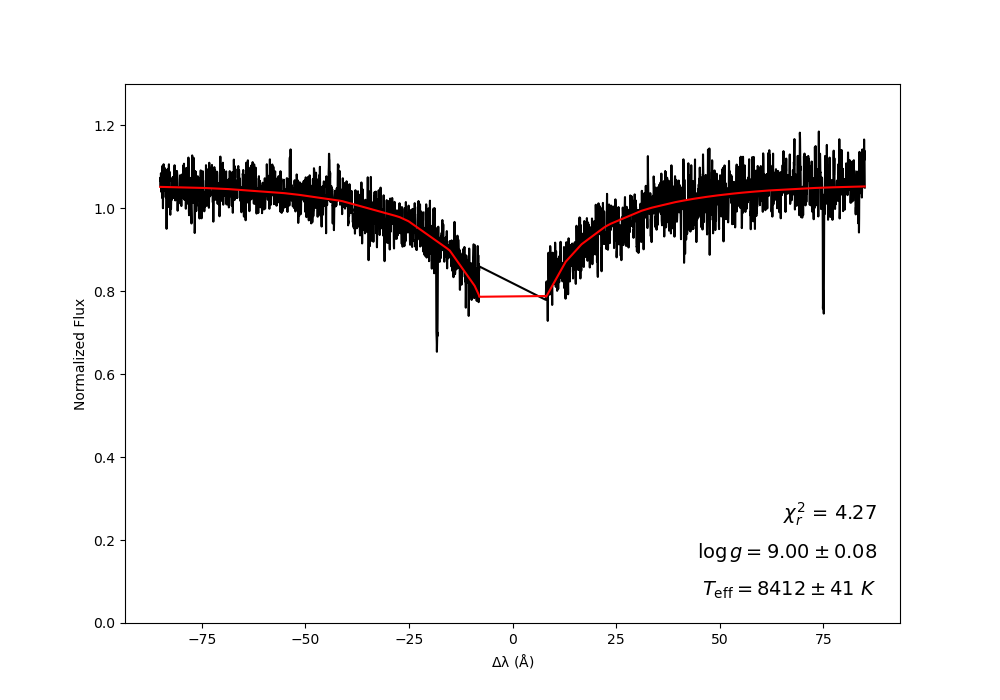 1.2
1.0
0.8
0.6
0.4
0.2
0.0
Normalized Flux
χ²ᵣ = 4.27
log g = 9.00 ± 0.08
T_eff = 8412 ± 41 K
−75 −50 −25 0 25 50 75
Δλ (Å)